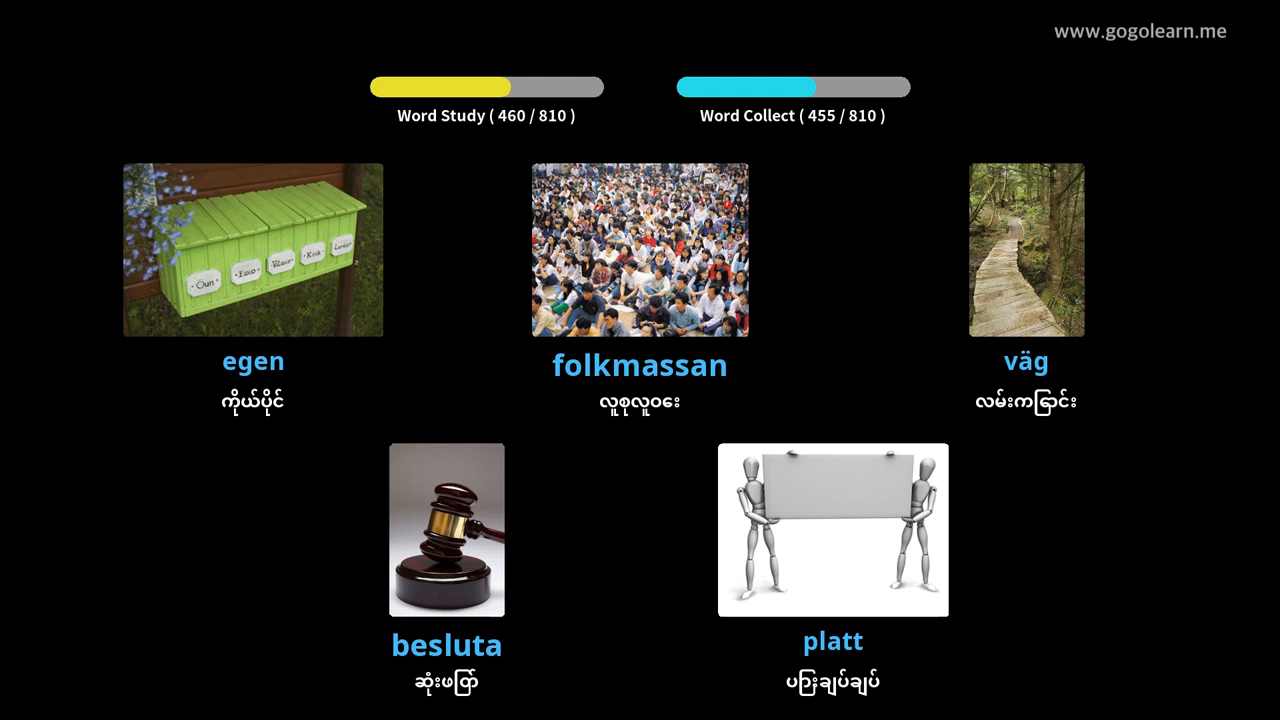 www.gogolearn.me
Word Study ( 460 / 810 )
Word Collect ( 455 / 810 )
egen
ကိုယ်ပိုင်
folkmassan
လူစုလူဝေး
väg
လမ်းကြောင်း
besluta
ဆုံးဖြတ်
platt
ပြားချပ်ချပ်